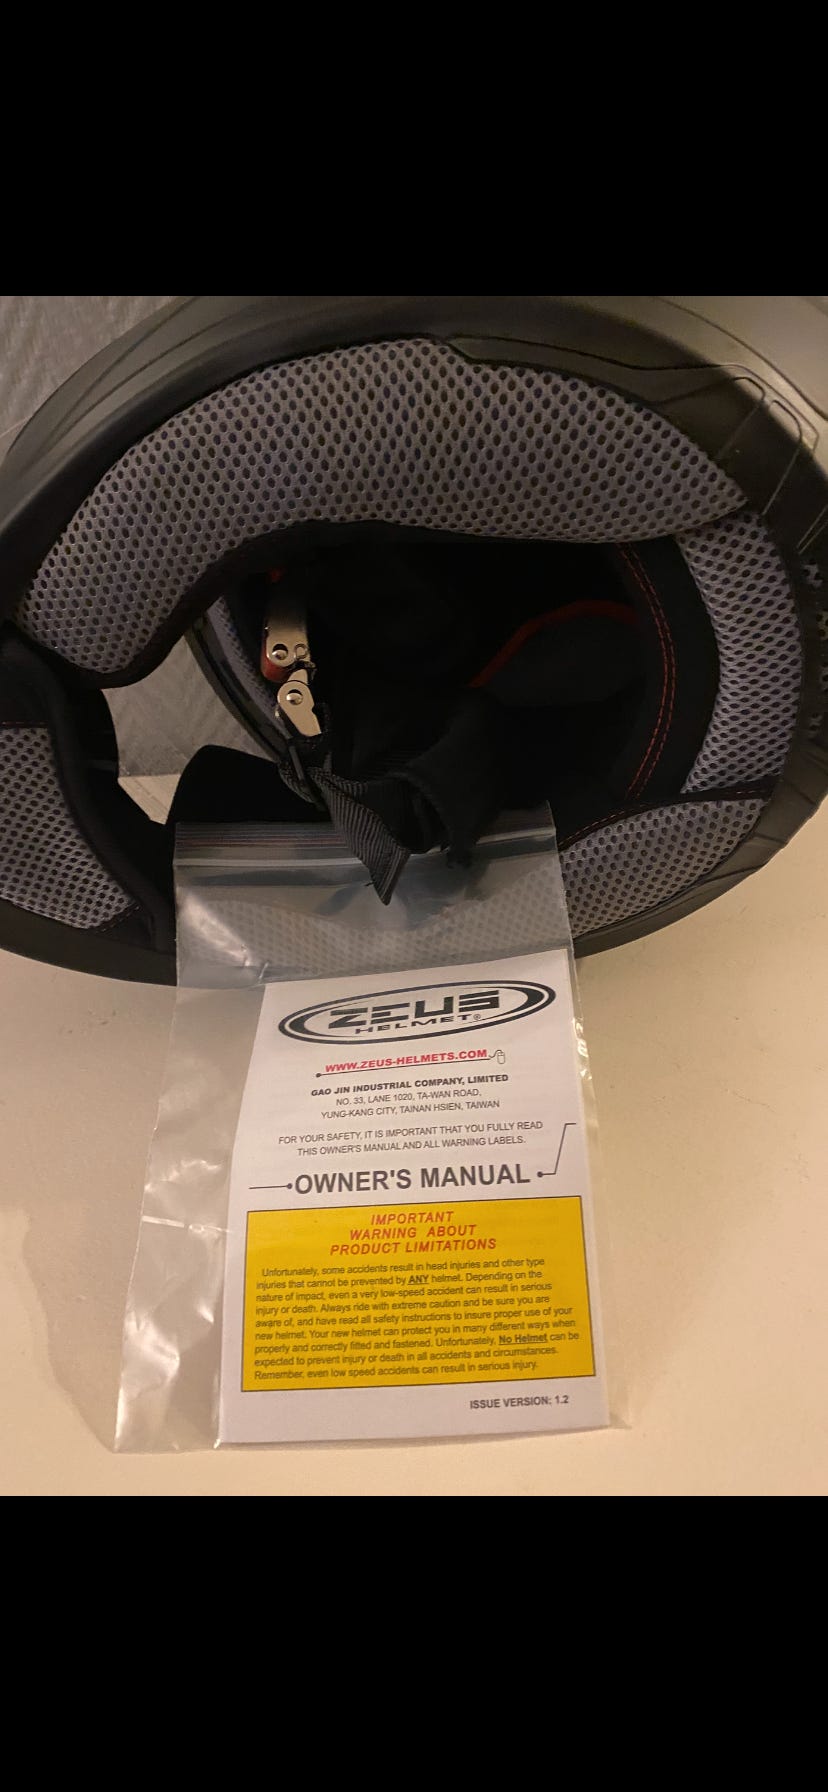 ZEUS
HELMET®
WWW.ZEUS-HELMETS.COM
GAO JIN INDUSTRIAL COMPANY, LIMITED
NO. 33, LANE 1020, TA-WAN ROAD,
YUNG-KANG CITY, TAINAN HSIEN, TAIWAN
FOR YOUR SAFETY, IT IS IMPORTANT THAT YOU FULLY READ
THIS OWNER'S MANUAL AND ALL WARNING LABELS.
OWNER'S MANUAL
IMPORTANT
WARNING ABOUT
PRODUCT LIMITATIONS
Unfortunately, some accidents result in head injuries and other type
injuries that cannot be prevented by ANY helmet. Depending on the
nature of impact, even a very low-speed accident can result in serious
injury or death. Always ride with extreme caution and be sure you are
aware of, and have read all safety instructions to insure proper use of your
new helmet. Your new helmet can protect you in many different ways when
properly and correctly fitted and fastened. Unfortunately, No Helmet can be
expected to prevent injury or death in all accidents and circumstances.
Remember, even low speed accidents can result in serious injury.
ISSUE VERSION: 1.2